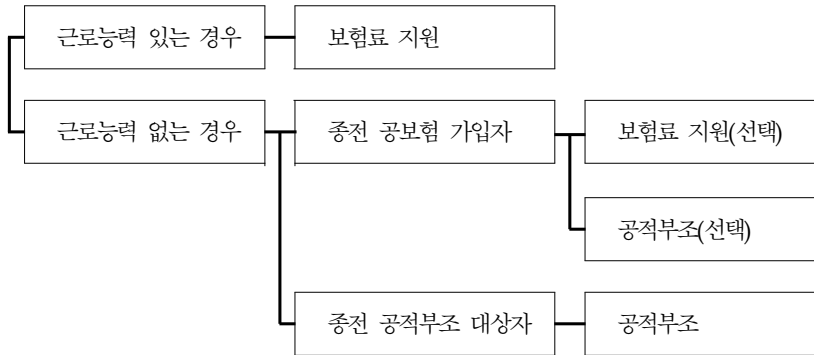 근로능력 있는 경우
보험료 지원
근로능력 없는 경우
종전 공보험 가입자
보험료 지원(선택)
공적부조(선택)
종전 공적부조 대상자
공적부조